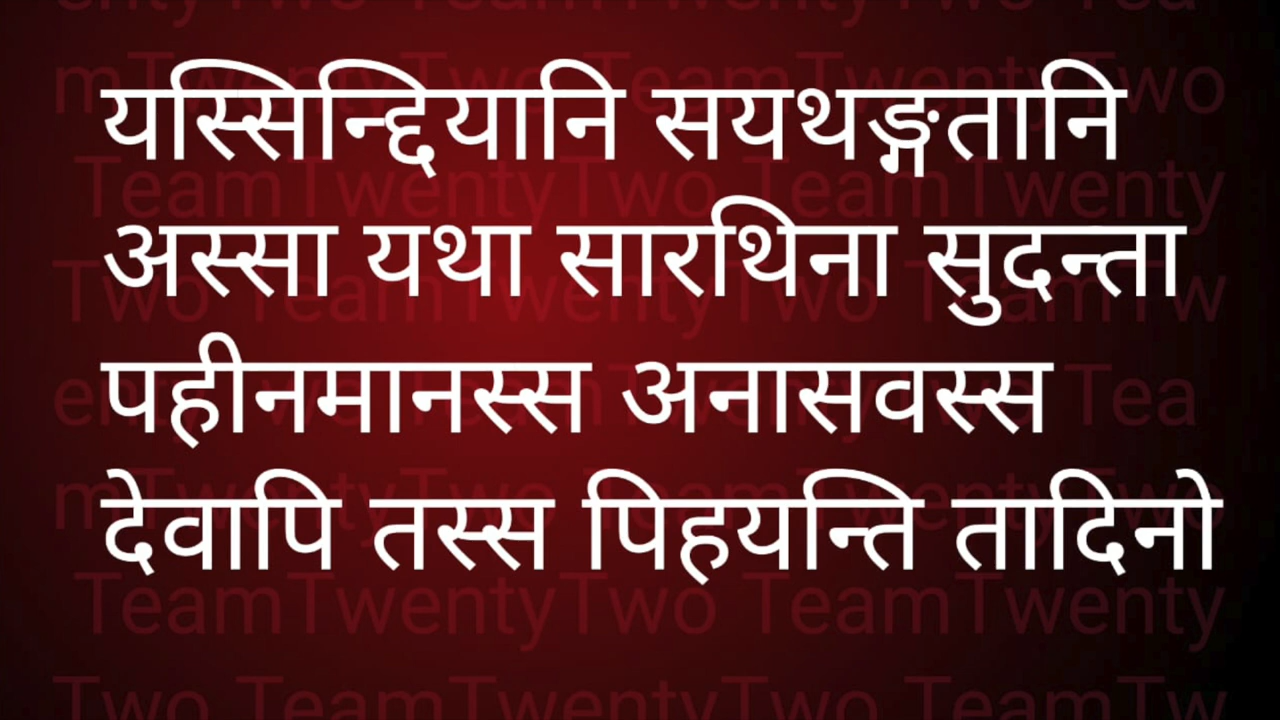 यस्सिन्द्दियानि सयथङ्गतानि
अस्सा यथा सारथिना सुदन्ता
पहीनमानस्स अनासवस्स
देवापि तस्स पिहयन्ति तादिनो